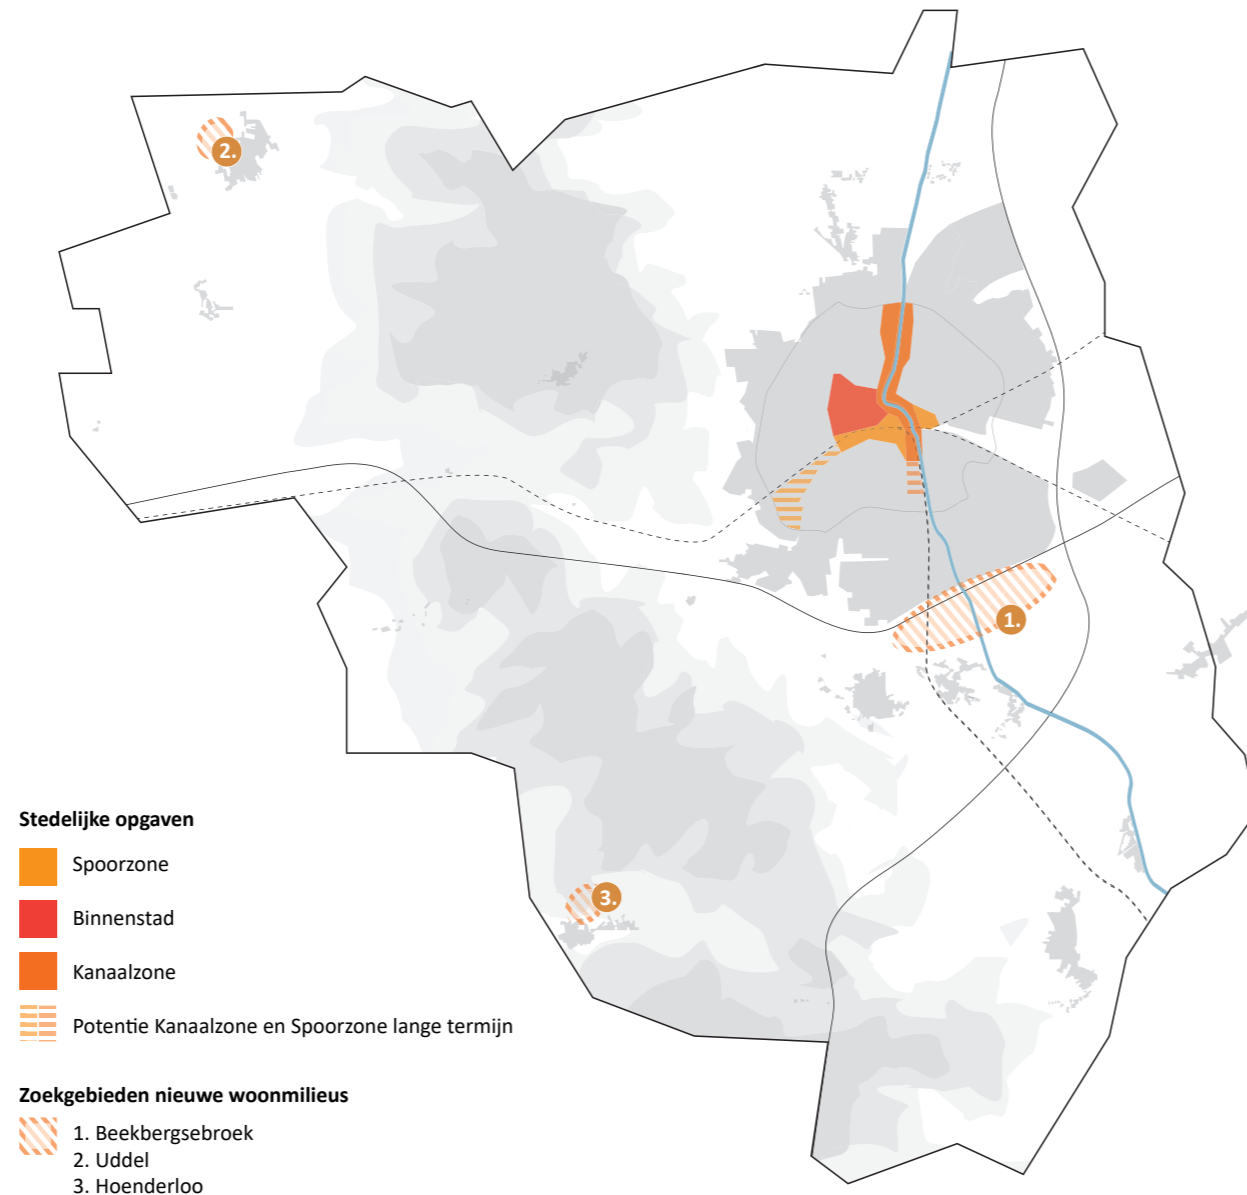 2.
1.
3.
Stedelijke opgaven
Spoorzone
Binnenstad
Kanaalzone
Potentie Kanaalzone en Spoorzone lange termijn
Zoekgebieden nieuwe woonmilieus
1. Beekbergsebroek
2. Uddel
3. Hoenderloo